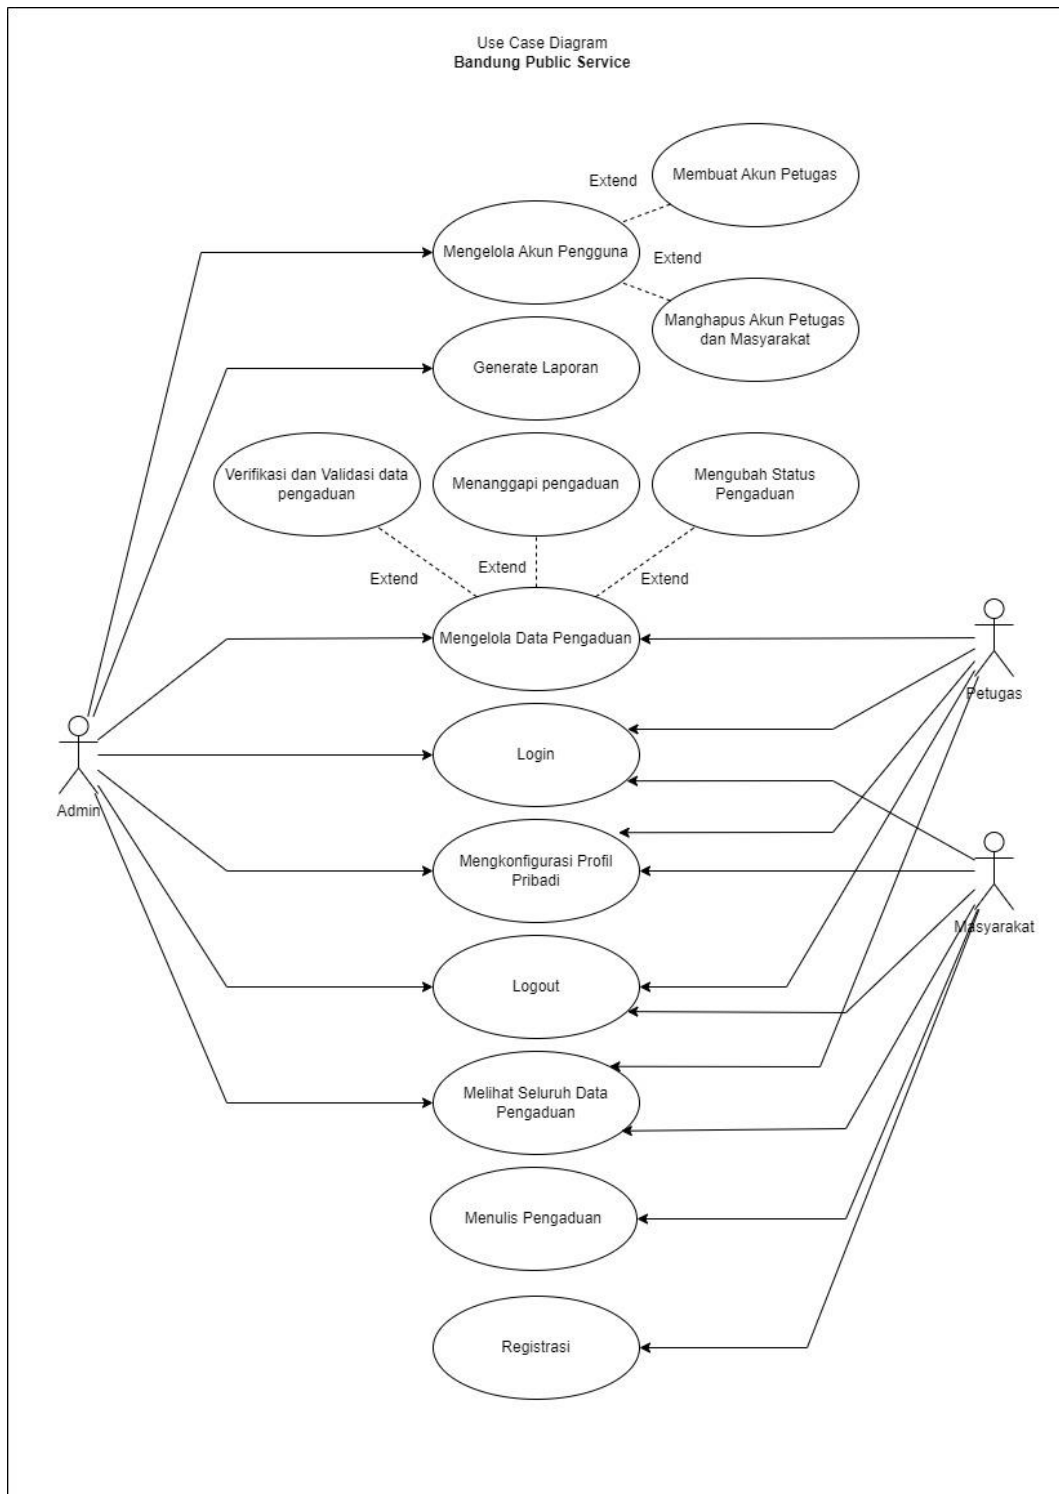 Use Case Diagram
Bandung Public Service
Membuat Akun Petugas
Extend
Mengelola Akun Pengguna
Extend
Manghapus Akun Petugas
dan Masyarakat
Generate Laporan
Verifikasi dan Validasi data
pengaduan
Menanggapi pengaduan
Mengubah Status
Pengaduan
Extend
Extend
Extend
Mengelola Data Pengaduan
Petugas
Login
Admin
Mengkonfigurasi Profil
Pribadi
Masyarakat
Logout
Melihat Seluruh Data
Pengaduan
Menulis Pengaduan
Registrasi